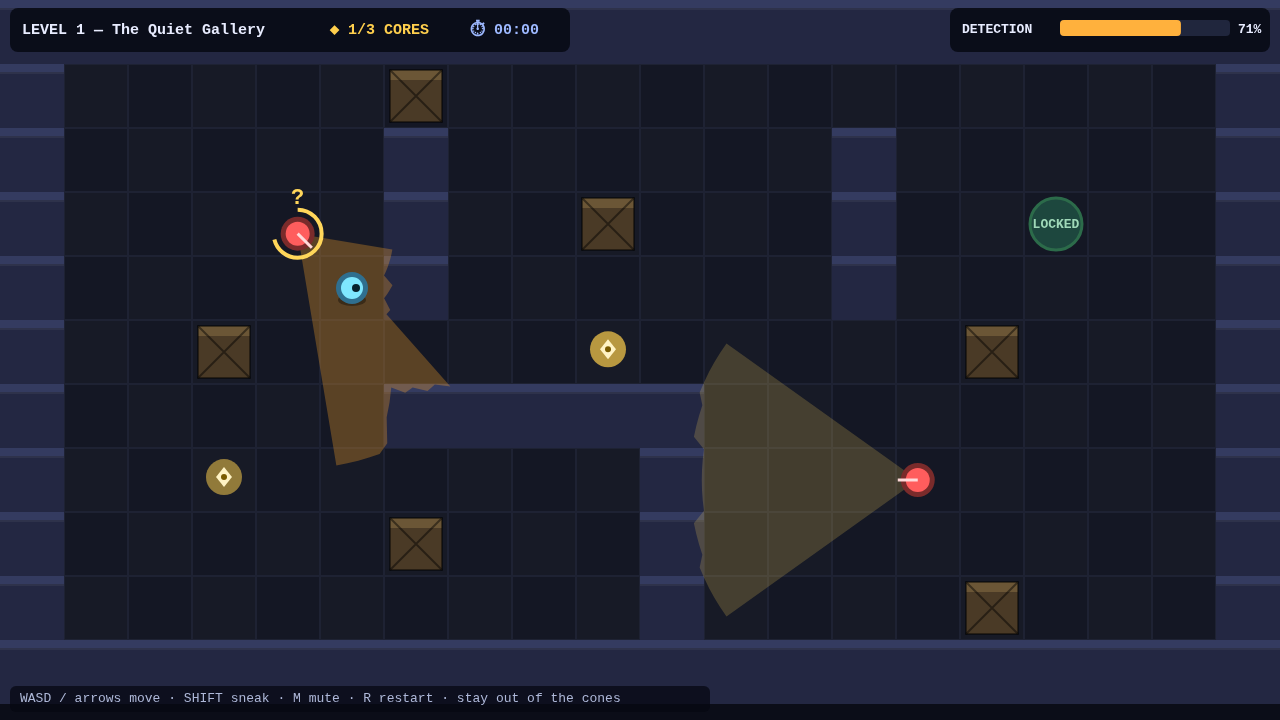 LEVEL 1 — The Quiet Gallery
◆ 1/3 CORES
⏱ 00:00
DETECTION
71%
?
LOCKED
WASD / arrows move · SHIFT sneak · M mute · R restart · stay out of the cones